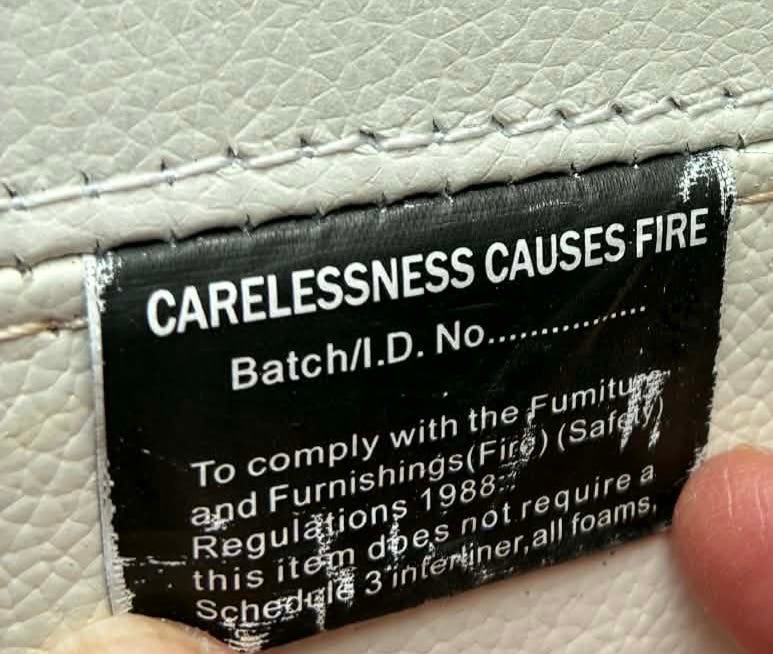 CARELESSNESS CAUSES FIRE
Batch/I.D. No................
To comply with the Fumiture
and Furnishings(Fire) (Safety)
Regulations 1988:
this item does not require a
Schedule 3 interliner,all foams,